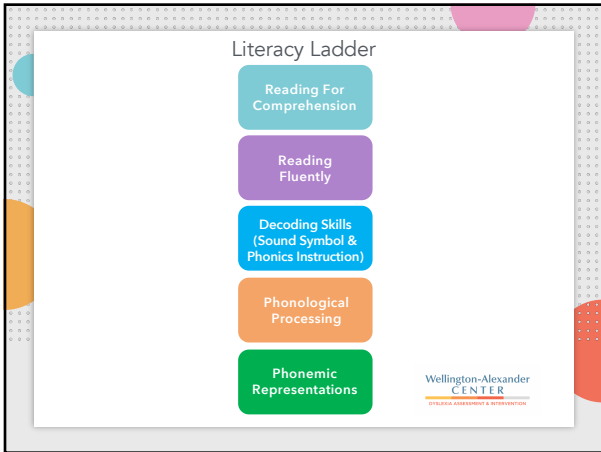 Literacy Ladder
Reading For
Comprehension
Reading
Fluently
Decoding Skills
(Sound Symbol &
Phonics Instruction)
Phonological
Processing
Phonemic
Representations
Wellington-Alexander
CENTER
DYSLEXIA ASSESSMENT & INTERVENTION